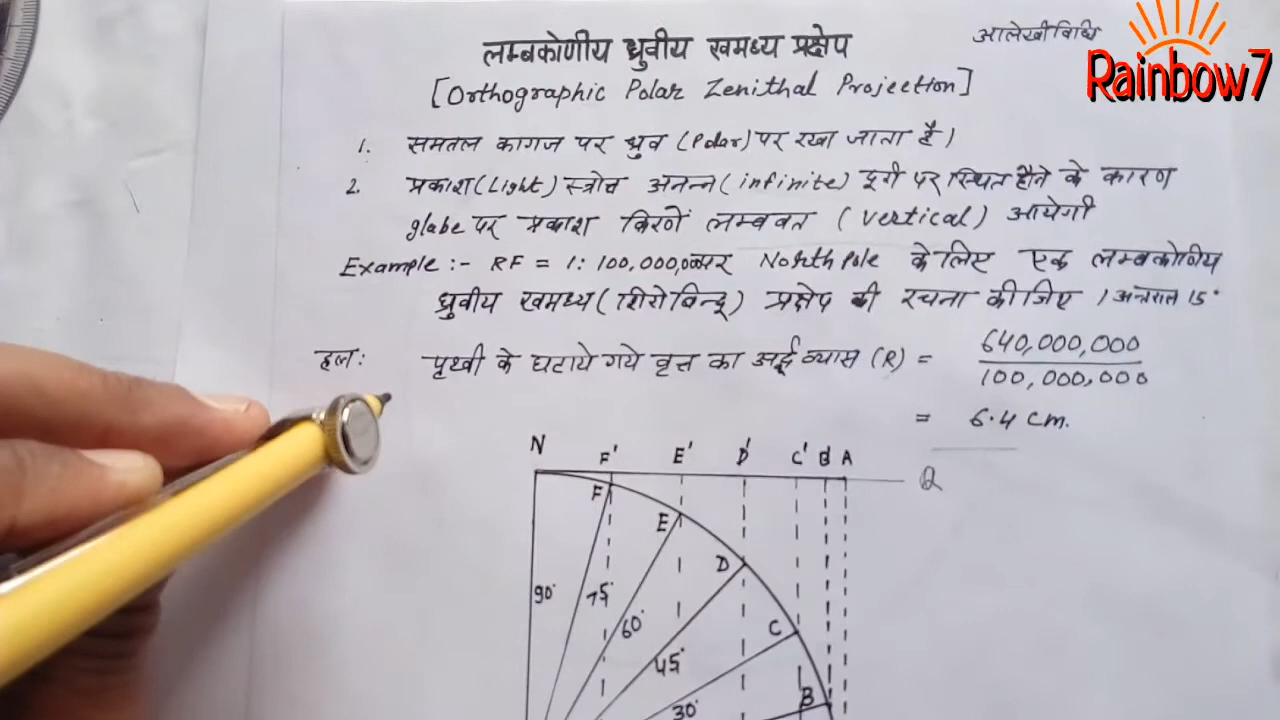 आलेखीविधि
Rainbow7
लम्बकोणीय ध्रुवीय खमध्य प्रक्षेप
[Orthographic Polar Zenithal Projection]
1. समतल कागज पर ध्रुव (Polar) पर रखा जाता है।
2. प्रकाश (Light) स्त्रोत अनन्त (infinite) दूरी पर स्थित होने के कारण
globe पर प्रकाश किरणें लम्बवत (vertical) आयेगी
Example :- RF = 1: 100,000,000 पर North Pole के लिए एक लम्बकोणीय
ध्रुवीय खमध्य (शिरोविन्दू) प्रक्षेप की रचना कीजिए । अन्तराल 15°
हल: पृथ्वी के घटाये गये वृत्त का अर्द्ध व्यास (R) = 640,000,000
100,000,000
= 6.4 cm.
N F' E' D' C' B' A Q
F
E
D
90° 75°
60° C
45°
B
30°